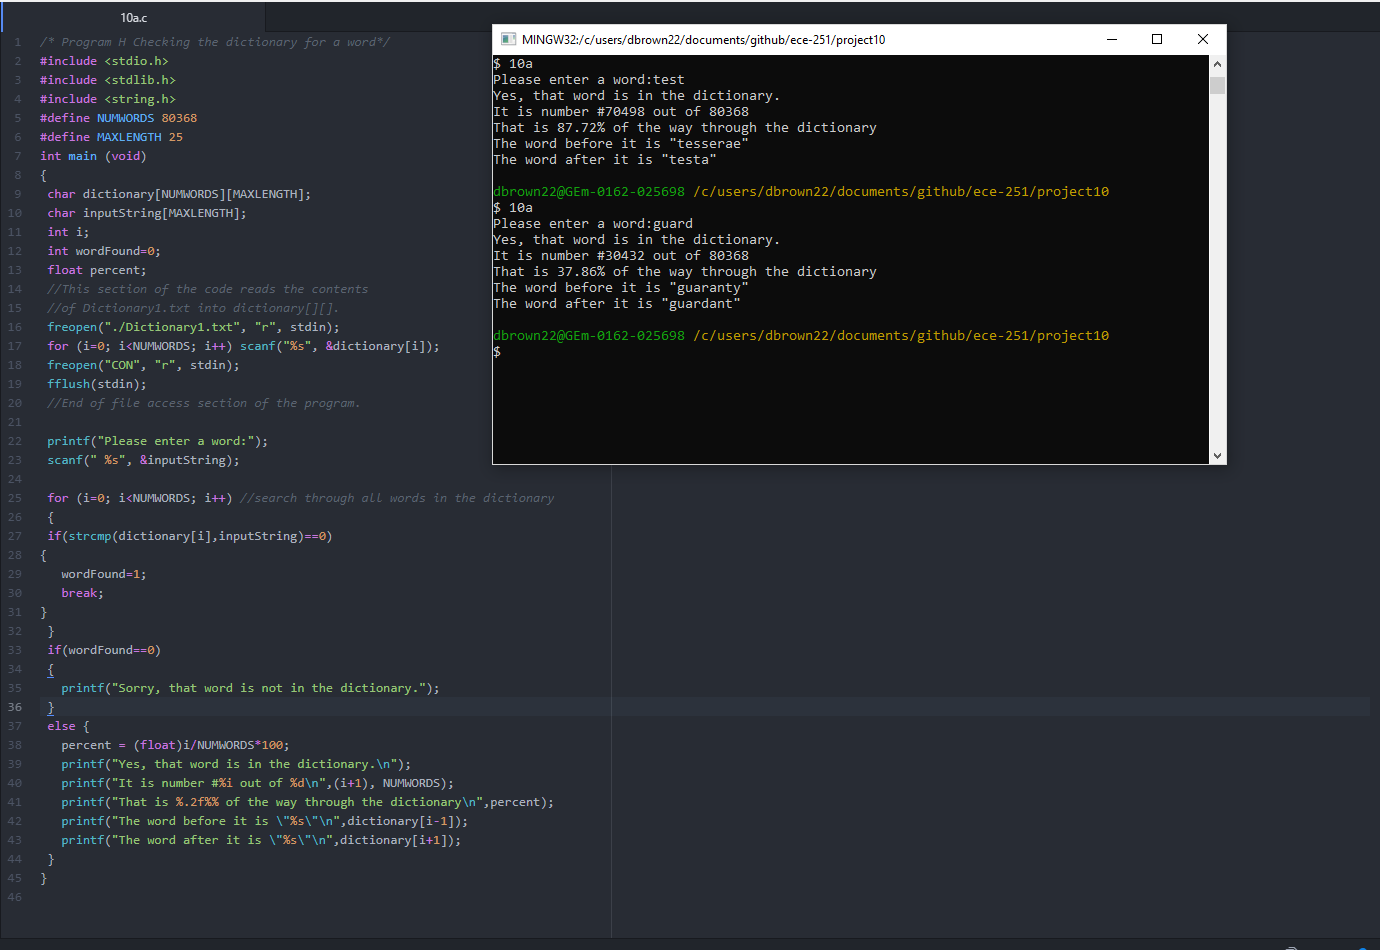 10a.c
1 /* Program H Checking the dictionary for a word*/
2 #include <stdio.h>
3 #include <stdlib.h>
4 #include <string.h>
5 #define NUMWORDS 80368
6 #define MAXLENGTH 25
7 int main (void)
8 {
9 char dictionary[NUMWORDS][MAXLENGTH];
10 char inputString[MAXLENGTH];
11 int i;
12 int wordFound=0;
13 float percent;
14 //This section of the code reads the contents
15 //of Dictionary1.txt into dictionary[][].
16 freopen("./Dictionary1.txt", "r", stdin);
17 for (i=0; i<NUMWORDS; i++) scanf("%s", &dictionary[i]);
18 freopen("CON", "r", stdin);
19 fflush(stdin);
20 //End of file access section of the program.
21
22 printf("Please enter a word:");
23 scanf(" %s", &inputString);
24
25 for (i=0; i<NUMWORDS; i++) //search through all words in the dictionary
26 {
27 if(strcmp(dictionary[i],inputString)==0)
28 {
29 wordFound=1;
30 break;
31 }
32 }
33 if(wordFound==0)
34 {
35 printf("Sorry, that word is not in the dictionary.");
36 }
37 else {
38 percent = (float)i/NUMWORDS*100;
39 printf("Yes, that word is in the dictionary.\n");
40 printf("It is number #%i out of %d\n",(i+1), NUMWORDS);
41 printf("That is %.2f%% of the way through the dictionary\n",percent);
42 printf("The word before it is \"%s\"\n",dictionary[i-1]);
43 printf("The word after it is \"%s\"\n",dictionary[i+1]);
44 }
45 }
46
MINGW32:/c/users/dbrown22/documents/github/ece-251/project10
$ 10a
Please enter a word:test
Yes, that word is in the dictionary.
It is number #70498 out of 80368
That is 87.72% of the way through the dictionary
The word before it is "tesserae"
The word after it is "testa"
dbrown22@GEm-0162-025698 /c/users/dbrown22/documents/github/ece-251/project10
$ 10a
Please enter a word:guard
Yes, that word is in the dictionary.
It is number #30432 out of 80368
That is 37.86% of the way through the dictionary
The word before it is "guaranty"
The word after it is "guardant"
dbrown22@GEm-0162-025698 /c/users/dbrown22/documents/github/ece-251/project10
$